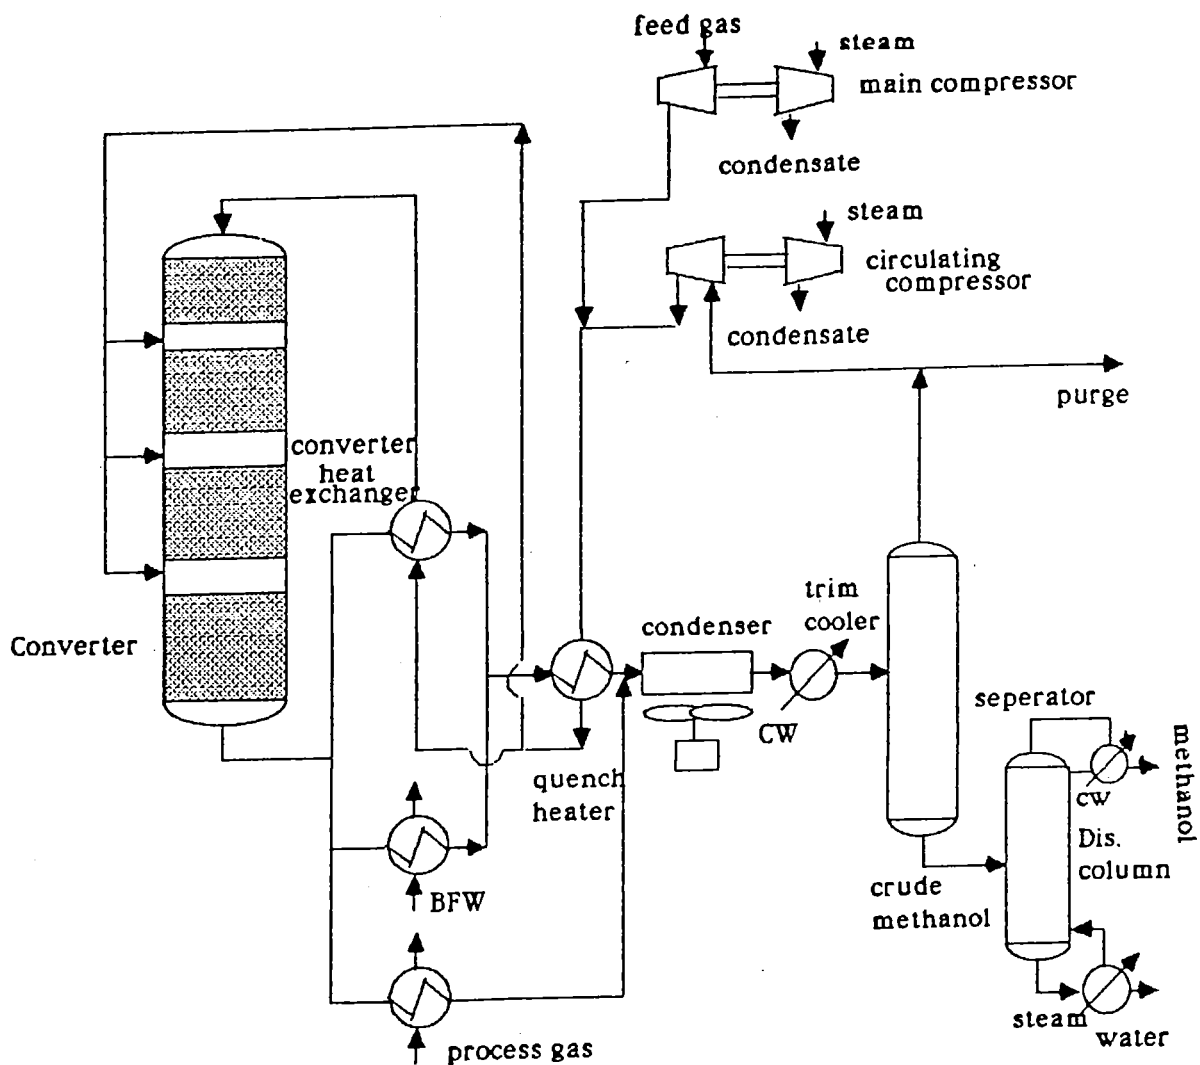 feed gas
steam
main compressor
condensate
steam
circulating
compressor
condensate
purge
converter
heat
exchanger
Converter
trim
cooler
condenser
CW
seperator
quench
heater
methanol
CW
Dis.
column
BFW
crude
methanol
steam
water
process gas